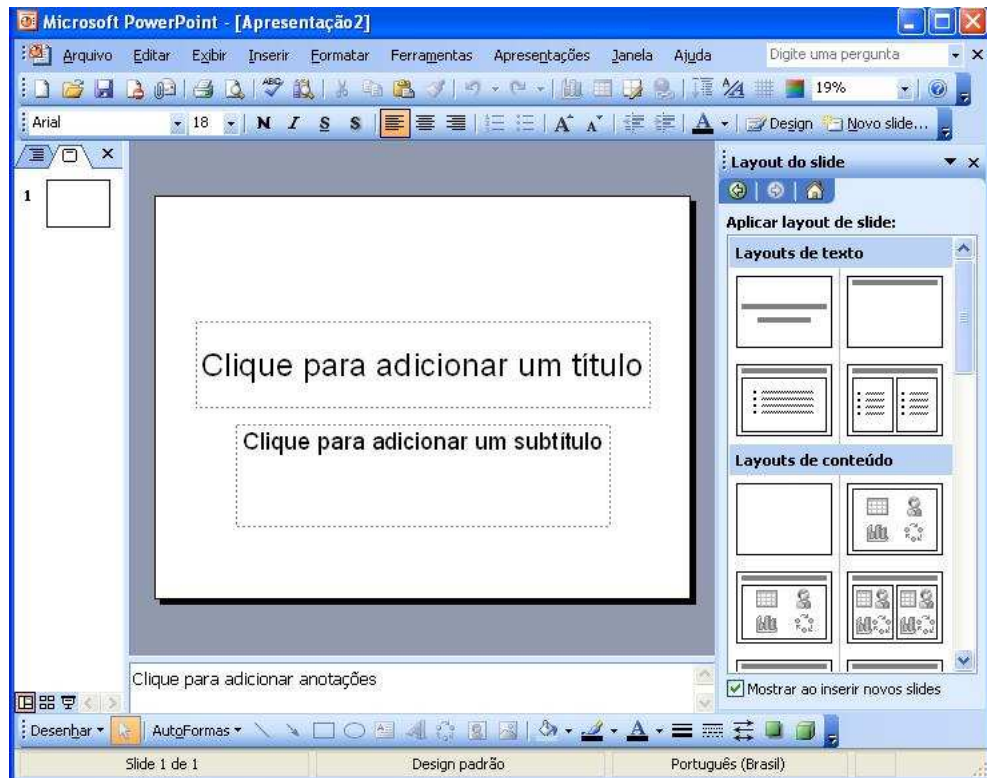 Microsoft PowerPoint - [Apresentação2]
Arquivo Editar Exibir Inserir Formatar Ferramentas Apresentações Janela Ajuda Digite uma pergunta
19%
Arial 18 N I S S A A A Design Novo slide...
Layout do slide
1
Aplicar layout de slide:
Layouts de texto
Clique para adicionar um título
Clique para adicionar um subtítulo
Layouts de conteúdo
Clique para adicionar anotações
Mostrar ao inserir novos slides
Desenhar AutoFormas A
Slide 1 de 1 Design padrão Português (Brasil)